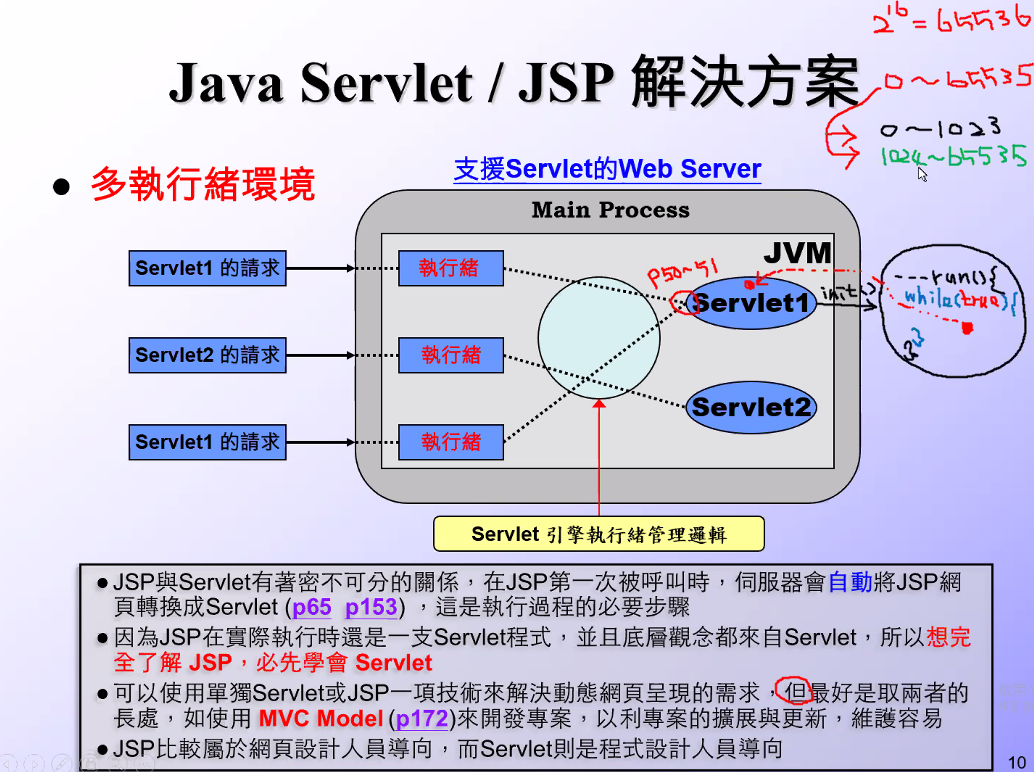 2^16 = 65536
Java Servlet / JSP 解決方案
0 ~ 65535
0 ~ 1023
1024 ~ 65535
● 多執行緒環境
支援Servlet的Web Server
Main Process
JVM
Servlet1 的請求
執行緒
P50~51
Servlet1
init()
----run(){
while(true){
}
}
Servlet2 的請求
執行緒
Servlet2
Servlet1 的請求
執行緒
Servlet 引擎執行緒管理邏輯
● JSP與Servlet有著密不可分的關係，在JSP第一次被呼叫時，伺服器會自動將JSP網
頁轉換成Servlet (p65 p153) ，這是執行過程的必要步驟
● 因為JSP在實際執行時還是一支Servlet程式，並且底層觀念都來自Servlet，所以想完
全了解 JSP，必先學會 Servlet
● 可以使用單獨Servlet或JSP一項技術來解決動態網頁呈現的需求，但最好是取兩者的
長處，如使用 MVC Model (p172)來開發專案，以利專案的擴展與更新，維護容易
● JSP比較屬於網頁設計人員導向，而Servlet則是程式設計人員導向
10